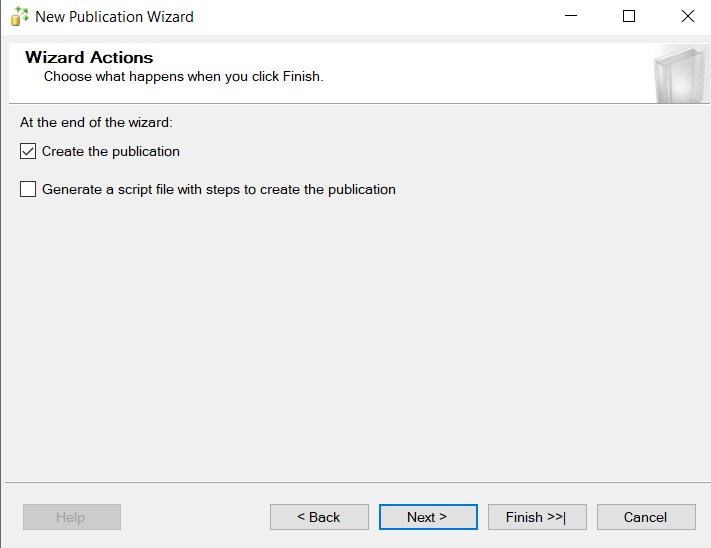 New Publication Wizard
Wizard Actions
Choose what happens when you click Finish.
At the end of the wizard:
Create the publication
Generate a script file with steps to create the publication
Help
< Back
Next >
Finish >>|
Cancel